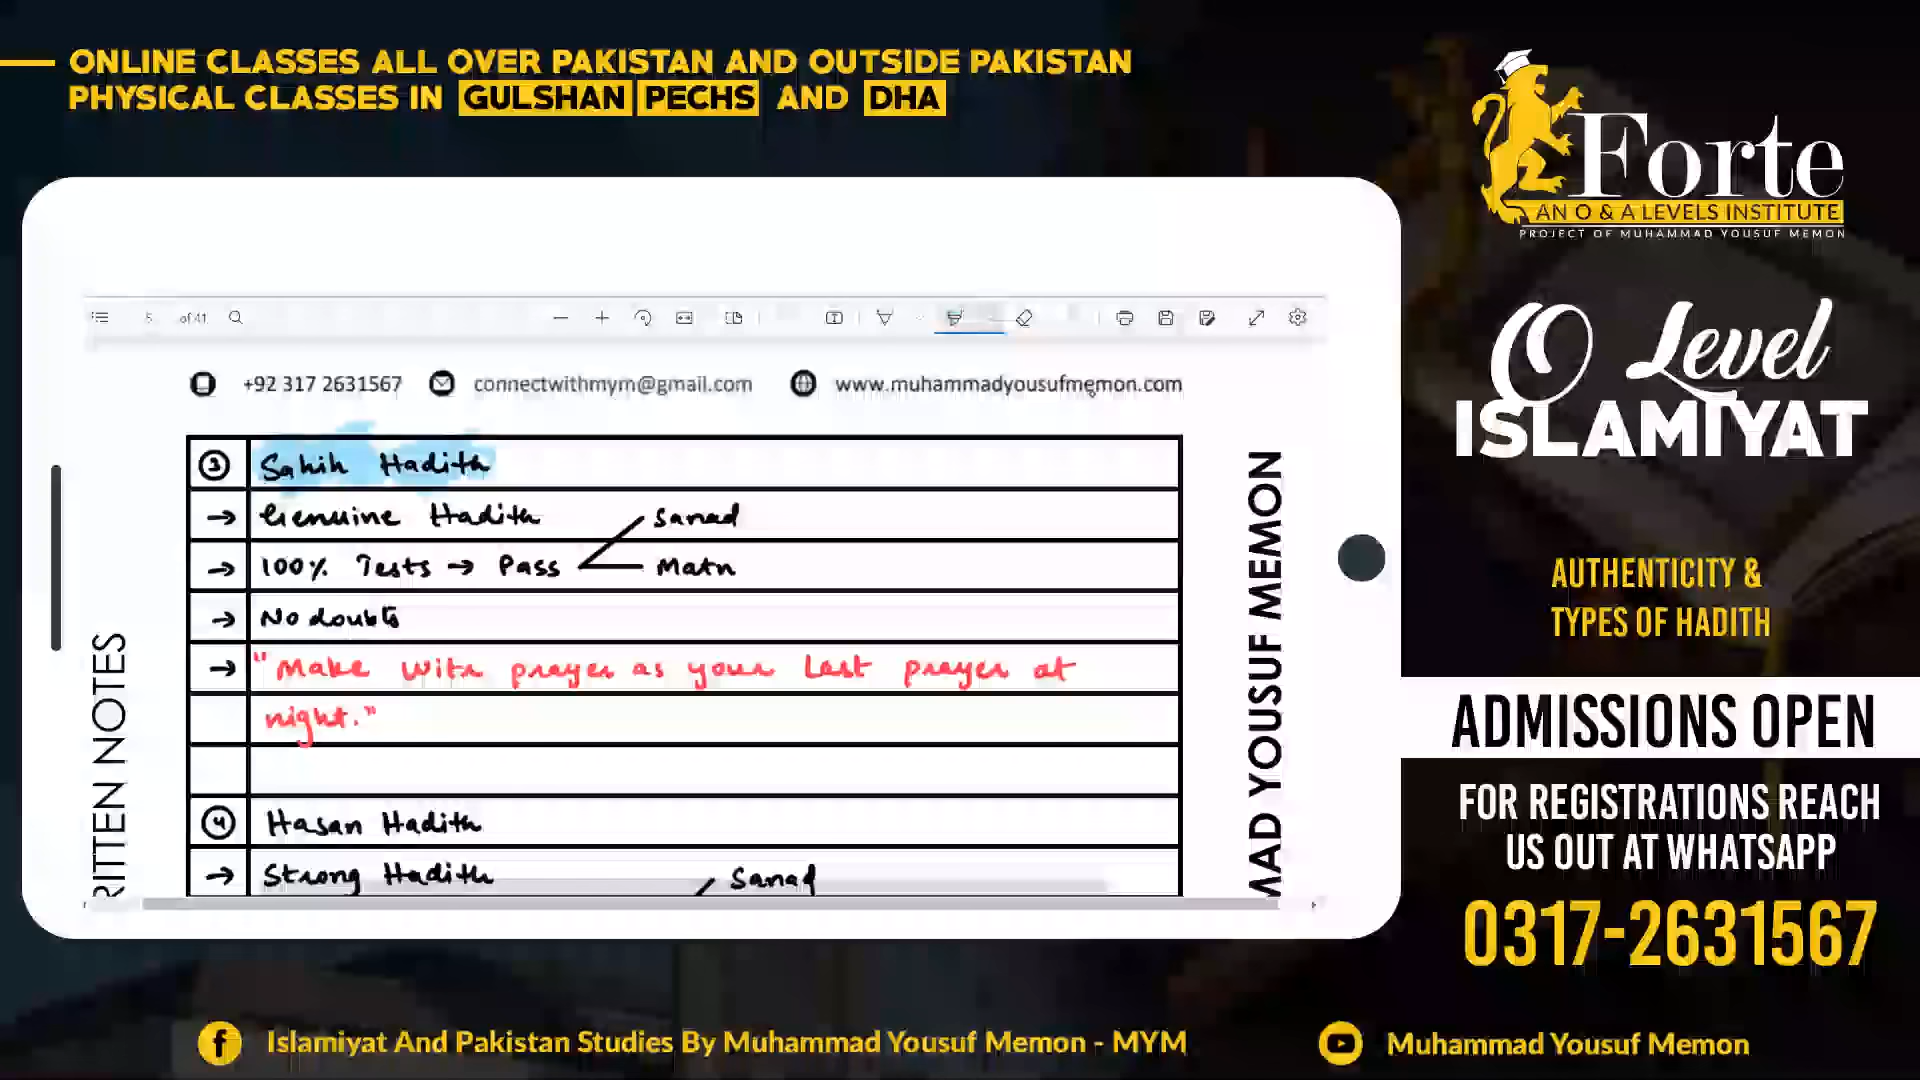 ONLINE CLASSES ALL OVER PAKISTAN AND OUTSIDE PAKISTAN
PHYSICAL CLASSES IN GULSHAN PECHS AND DHA
Forte
AN O & A LEVELS INSTITUTE
PROJECT OF MUHAMMAD YOUSUF MEMON
O Level
ISLAMIYAT
AUTHENTICITY &
TYPES OF HADITH
ADMISSIONS OPEN
FOR REGISTRATIONS REACH
US OUT AT WHATSAPP
0317-2631567
5 of 41
+92 317 2631567 connectwithmym@gmail.com www.muhammadyousufmemon.com
3 Sahih Hadith
→ Genuine Hadith Sanad
→ 100% Tests → Pass Matn
→ No doubts
→ "Make witr prayer as your last prayer at
night."
4 Hasan Hadith
→ Strong Hadith Sanad
RITTEN NOTES
MAD YOUSUF MEMON
Islamiyat And Pakistan Studies By Muhammad Yousuf Memon - MYM
Muhammad Yousuf Memon